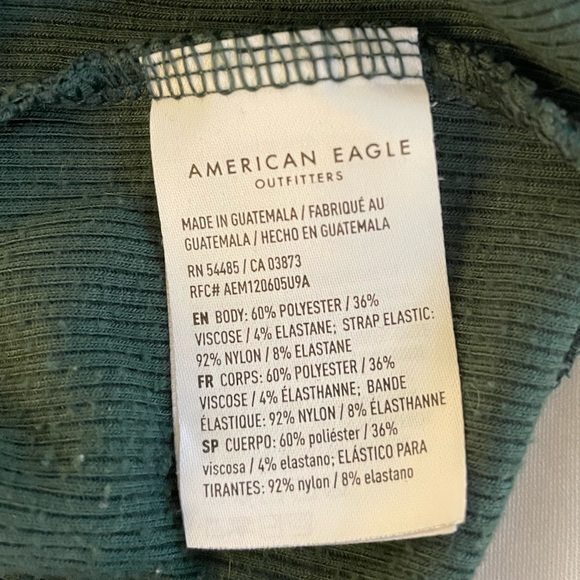 AMERICAN EAGLE
OUTFITTERS
MADE IN GUATEMALA / FABRIQUÉ AU
GUATEMALA / HECHO EN GUATEMALA
RN 54485 / CA 03873
RFC# AEM120605U9A
EN BODY: 60% POLYESTER / 36%
VISCOSE / 4% ELASTANE; STRAP ELASTIC:
92% NYLON / 8% ELASTANE
FR CORPS: 60% POLYESTER / 36%
VISCOSE / 4% ÉLASTHANNE; BANDE
ÉLASTIQUE: 92% NYLON / 8% ÉLASTHANNE
SP CUERPO: 60% poliéster / 36%
viscosa / 4% elastano; ELÁSTICO PARA
TIRANTES: 92% nylon / 8% elastano